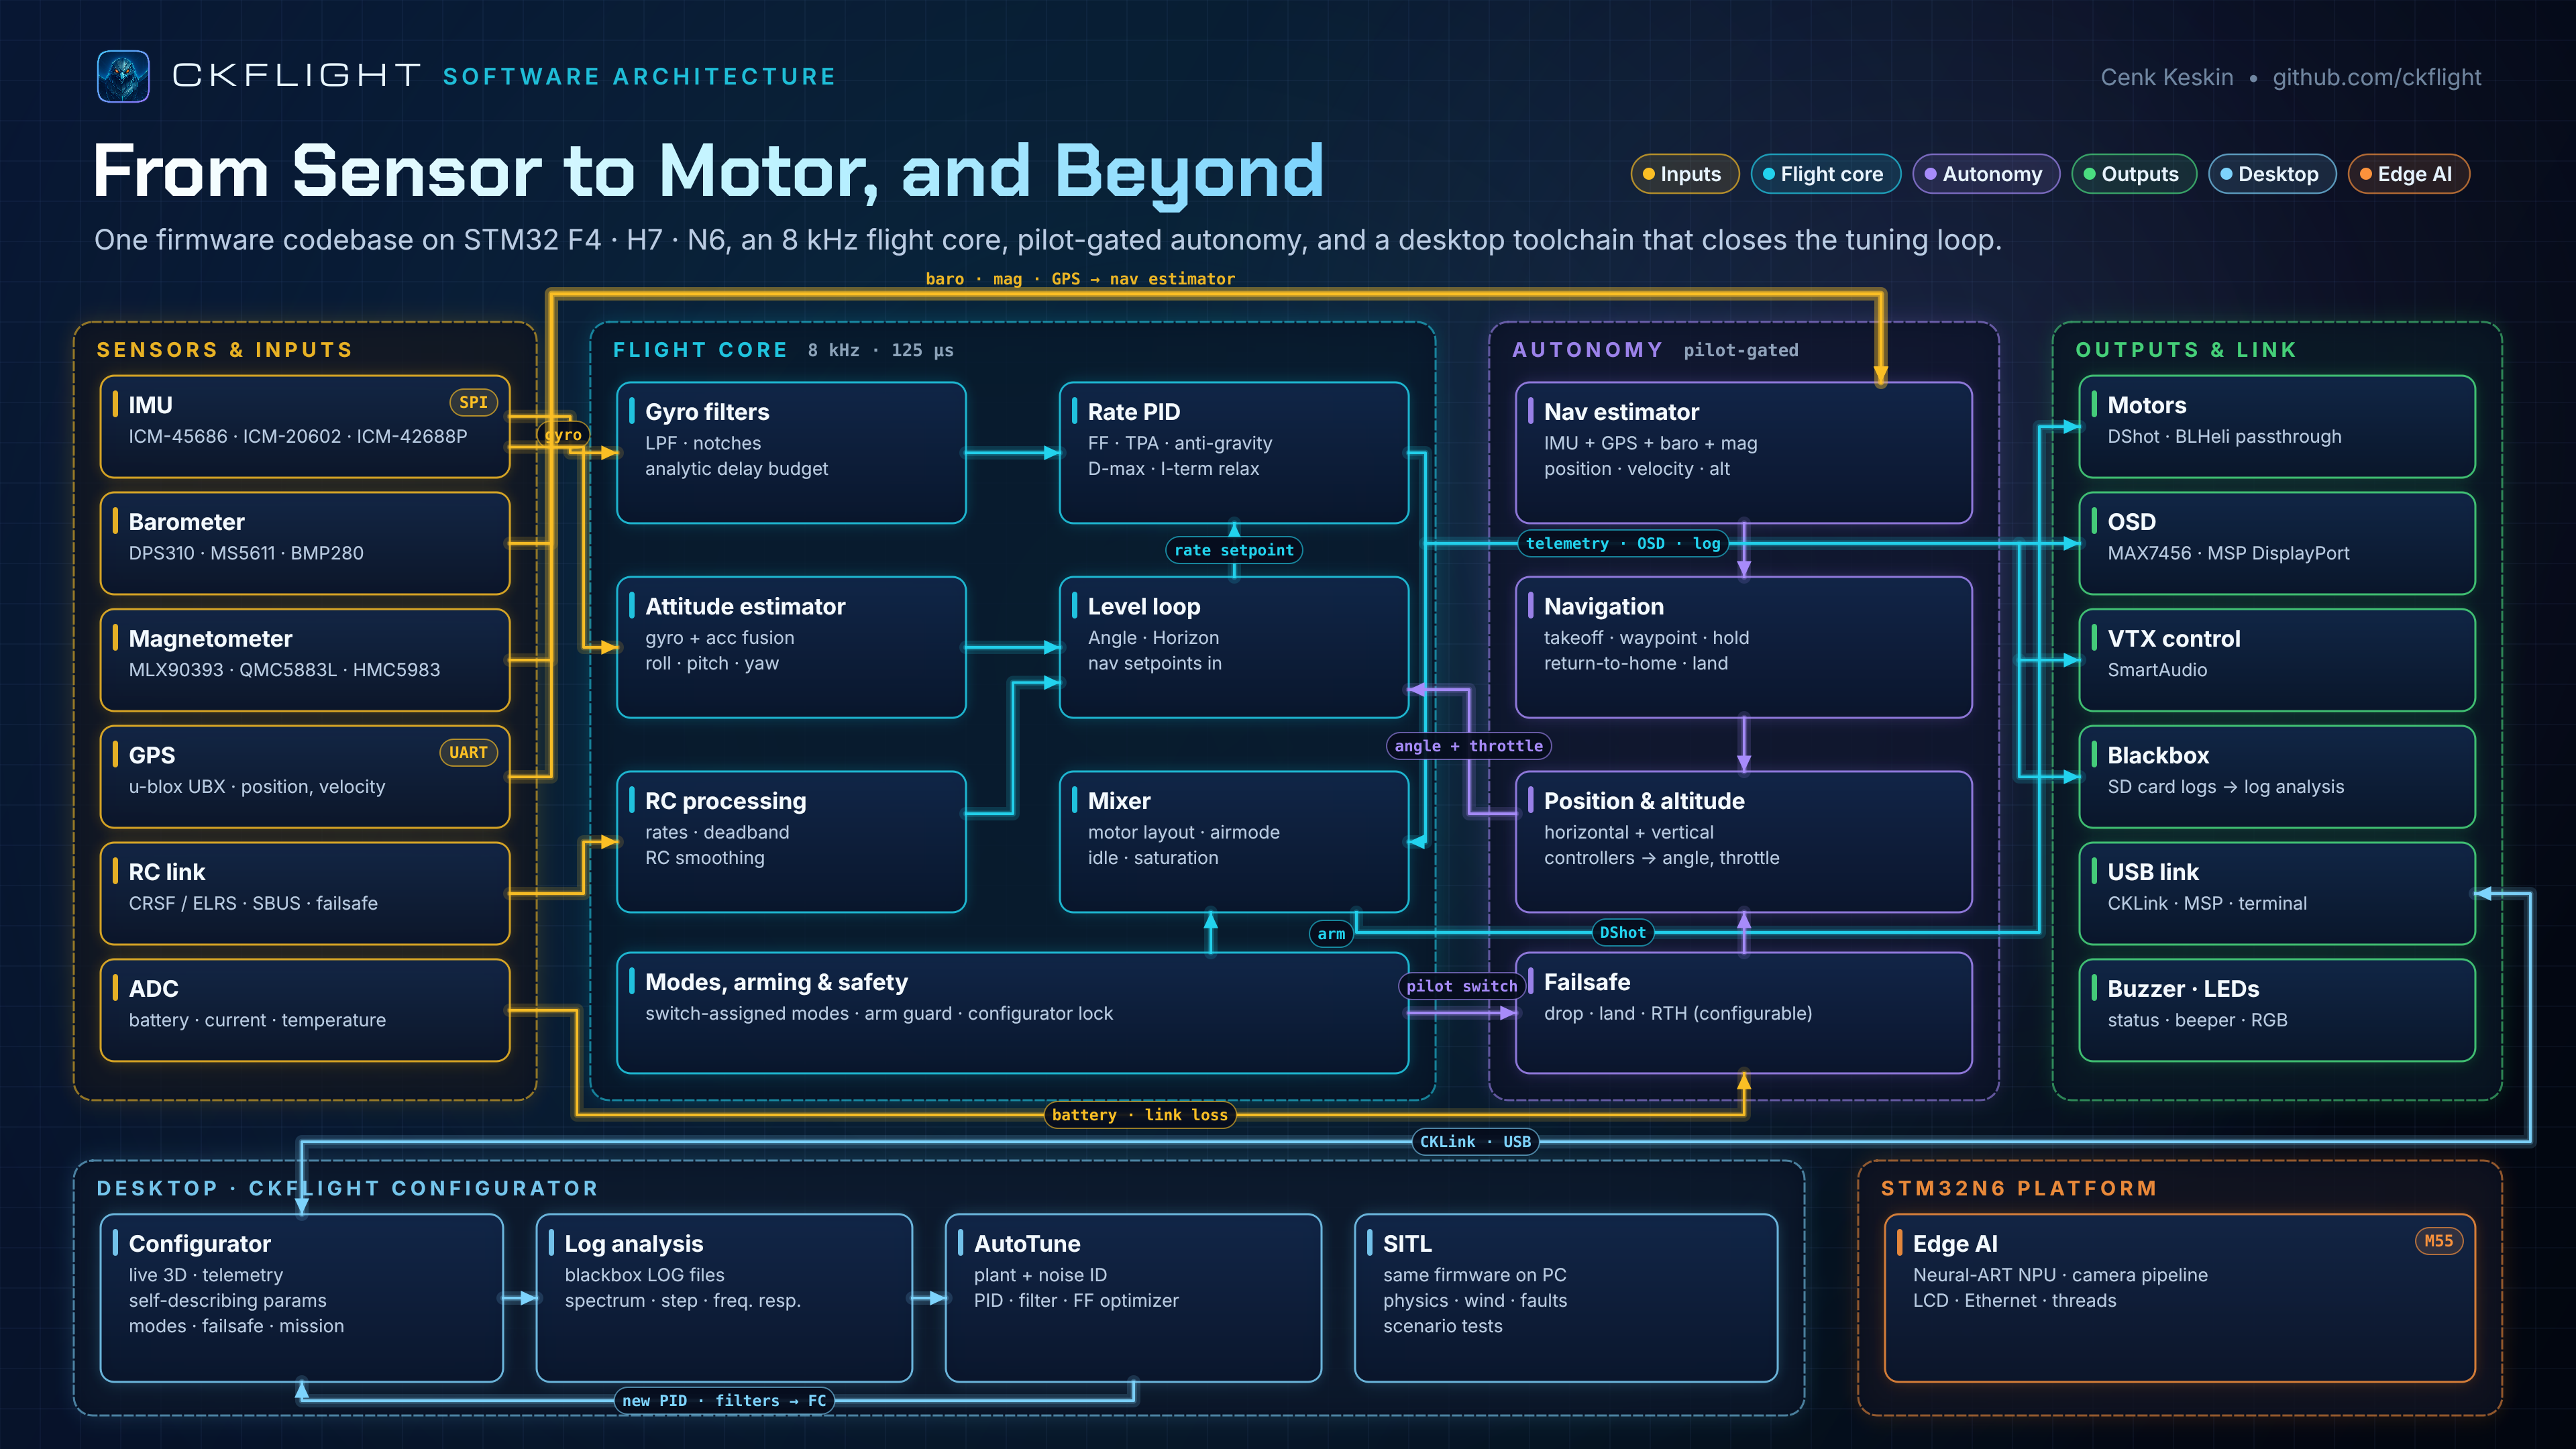 CKFLIGHT SOFTWARE ARCHITECTURE
Cenk Keskin • github.com/ckflight
From Sensor to Motor, and Beyond
Inputs
Flight core
Autonomy
Outputs
Desktop
Edge AI
One firmware codebase on STM32 F4 · H7 · N6, an 8 kHz flight core, pilot-gated autonomy, and a desktop toolchain that closes the tuning loop.
baro · mag · GPS → nav estimator
SENSORS & INPUTS
IMU
SPI
ICM-45686 · ICM-20602 · ICM-42688P
gyro
Barometer
DPS310 · MS5611 · BMP280
Magnetometer
MLX90393 · QMC5883L · HMC5983
GPS
UART
u-blox UBX · position, velocity
RC link
CRSF / ELRS · SBUS · failsafe
ADC
battery · current · temperature
FLIGHT CORE 8 kHz · 125 µs
Gyro filters
LPF · notches
analytic delay budget
Rate PID
FF · TPA · anti-gravity
D-max · I-term relax
rate setpoint
Attitude estimator
gyro + acc fusion
roll · pitch · yaw
Level loop
Angle · Horizon
nav setpoints in
RC processing
rates · deadband
RC smoothing
Mixer
motor layout · airmode
idle · saturation
arm
Modes, arming & safety
switch-assigned modes · arm guard · configurator lock
battery · link loss
AUTONOMY pilot-gated
Nav estimator
IMU + GPS + baro + mag
position · velocity · alt
telemetry · OSD · log
Navigation
takeoff · waypoint · hold
return-to-home · land
angle + throttle
Position & altitude
horizontal + vertical
controllers → angle, throttle
DShot
pilot switch
Failsafe
drop · land · RTH (configurable)
OUTPUTS & LINK
Motors
DShot · BLHeli passthrough
OSD
MAX7456 · MSP DisplayPort
VTX control
SmartAudio
Blackbox
SD card logs → log analysis
USB link
CKLink · MSP · terminal
Buzzer · LEDs
status · beeper · RGB
CKLink · USB
DESKTOP · CKFLIGHT CONFIGURATOR
Configurator
live 3D · telemetry
self-describing params
modes · failsafe · mission
Log analysis
blackbox LOG files
spectrum · step · freq. resp.
AutoTune
plant + noise ID
PID · filter · FF optimizer
SITL
same firmware on PC
physics · wind · faults
scenario tests
new PID · filters → FC
STM32N6 PLATFORM
Edge AI
M55
Neural-ART NPU · camera pipeline
LCD · Ethernet · threads